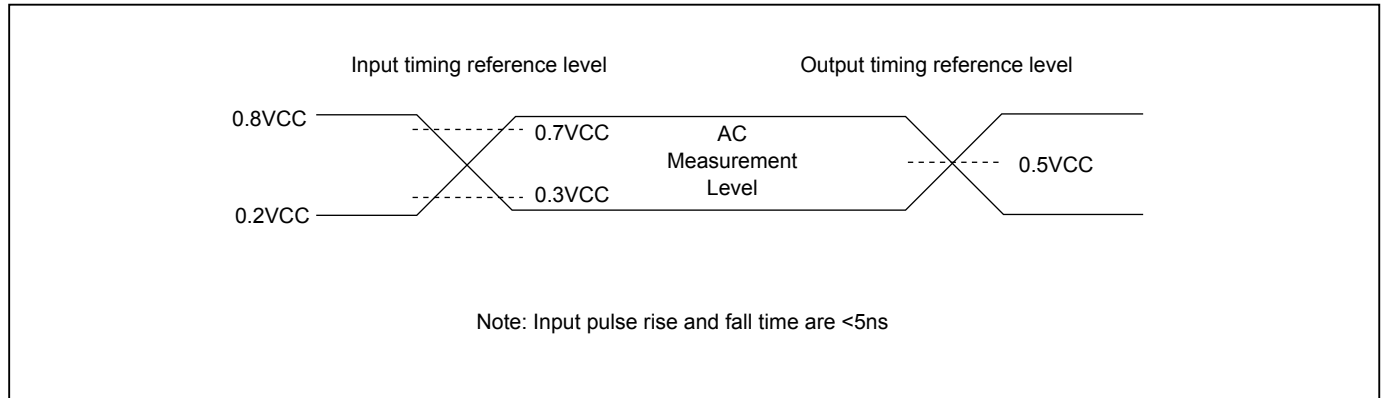 Input timing reference level
Output timing reference level
0.8VCC
0.7VCC
AC
Measurement
Level
0.5VCC
0.3VCC
0.2VCC
Note: Input pulse rise and fall time are <5ns